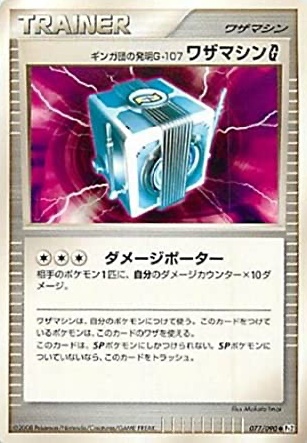 TRAINER
ワザマシン
ギンガ団の発明G-107 ワザマシンG
ダメージポーター
相手のポケモン1匹に、自分のダメージカウンター×10ダ
メージ。
ワザマシンは、自分のポケモンにつけて使う。このカードをつけて
いるポケモンは、このカードのワザを使える。
このカードは、SPポケモンにしかつけられない。SPポケモンに
ついていないなら、このカードをトラッシュ。
Illus. Makoto Imai
©2008 Pokémon/Nintendo/Creatures/GAME FREAK.
077/090